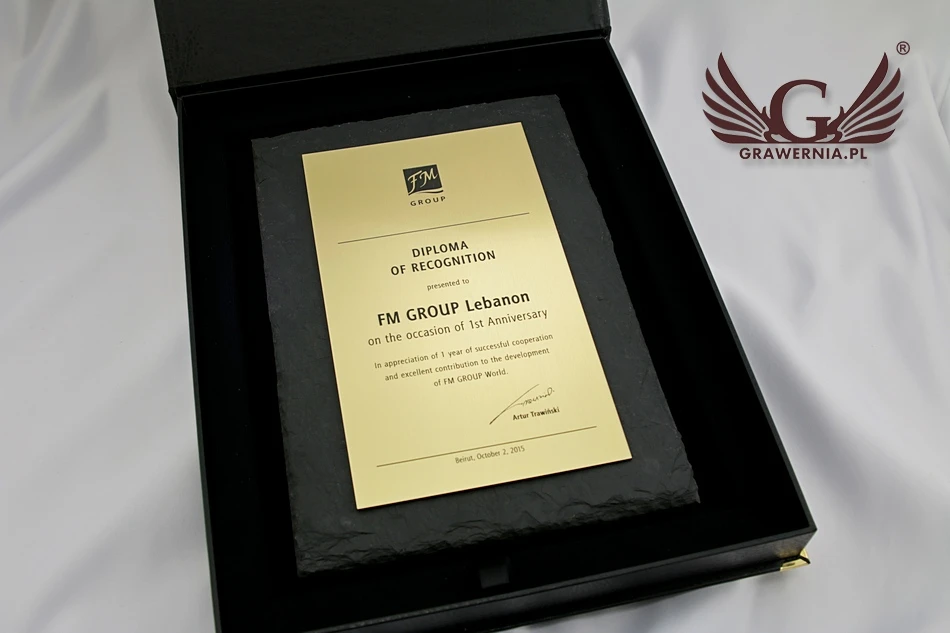 FM
GROUP
DIPLOMA
OF RECOGNITION
presented to
FM GROUP Lebanon
on the occasion of 1st Anniversary
In appreciation of 1 year of successful cooperation
and excellent contribution to the development
of FM GROUP World.
Artur Trawiński
Beirut, October 2, 2015
G®
GRAWERNIA.PL